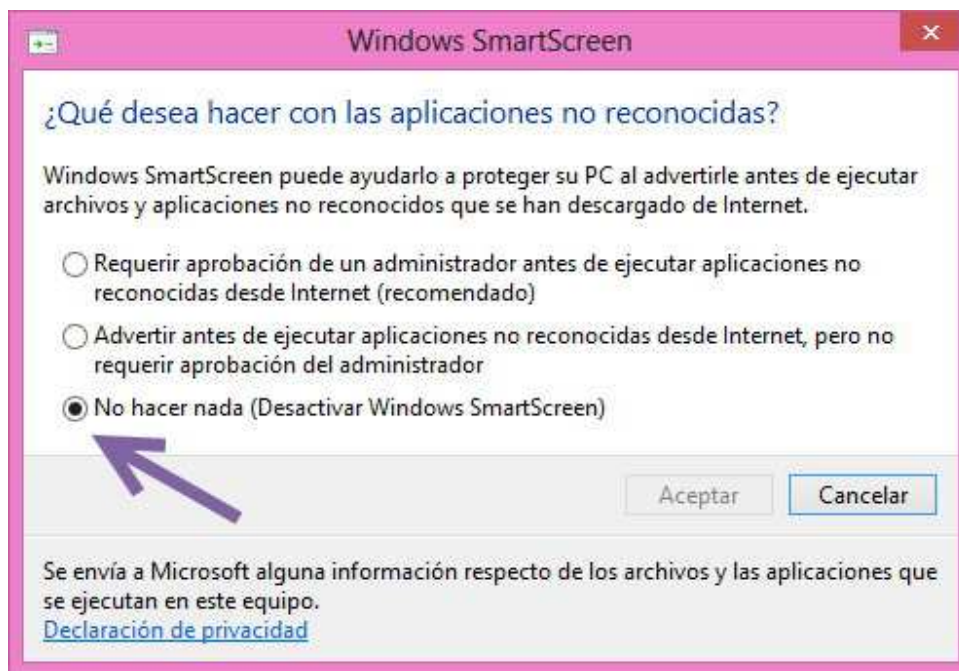 Windows SmartScreen
¿Qué desea hacer con las aplicaciones no reconocidas?
Windows SmartScreen puede ayudarlo a proteger su PC al advertirle antes de ejecutar
archivos y aplicaciones no reconocidos que se han descargado de Internet.
Requerir aprobación de un administrador antes de ejecutar aplicaciones no
reconocidas desde Internet (recomendado)
Advertir antes de ejecutar aplicaciones no reconocidas desde Internet, pero no
requerir aprobación del administrador
No hacer nada (Desactivar Windows SmartScreen)
Aceptar Cancelar
Se envía a Microsoft alguna información respecto de los archivos y las aplicaciones que
se ejecutan en este equipo.
Declaración de privacidad